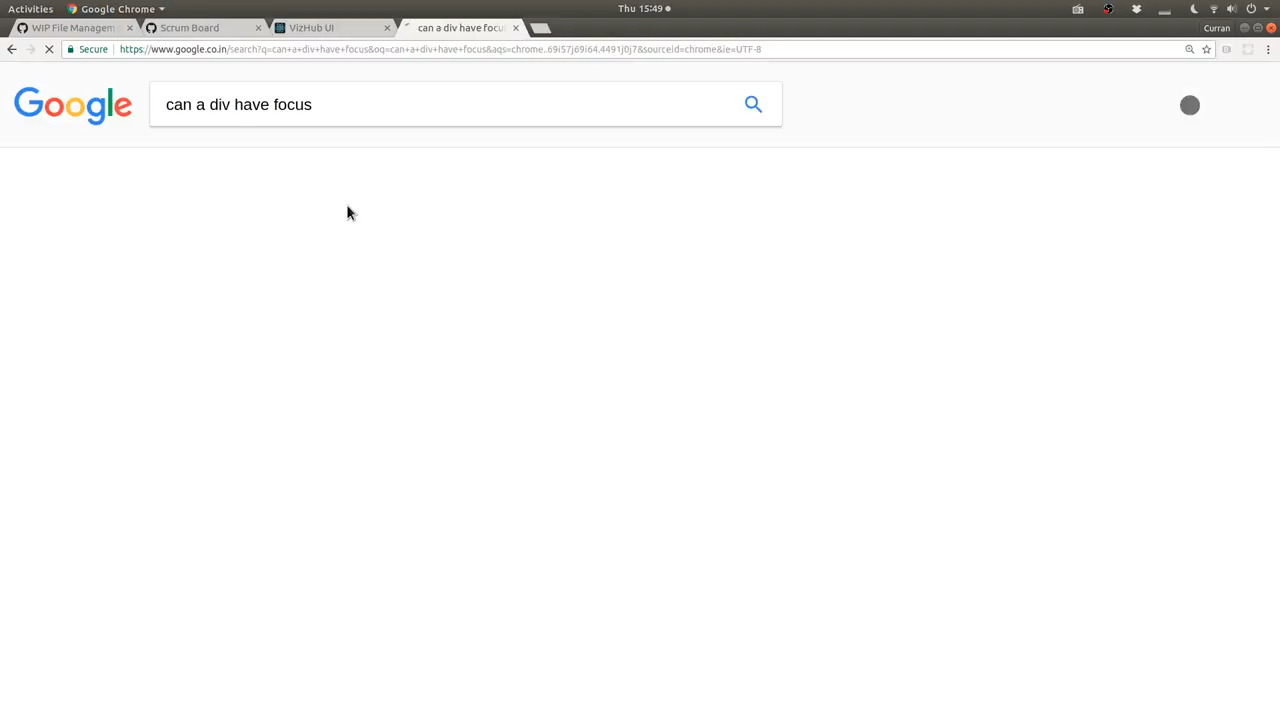 Activities Google Chrome Thu 15:49 
WIP File Managem Scrum Board VizHub UI can a div have focu
Curran
Secure https://www.google.co.in/search?q=can+a+div+have+focus&oq=can+a+div+have+focus&aqs=chrome..69i57j69i64.4491j0j7&sourceid=chrome&ie=UTF-8
Google can a div have focus